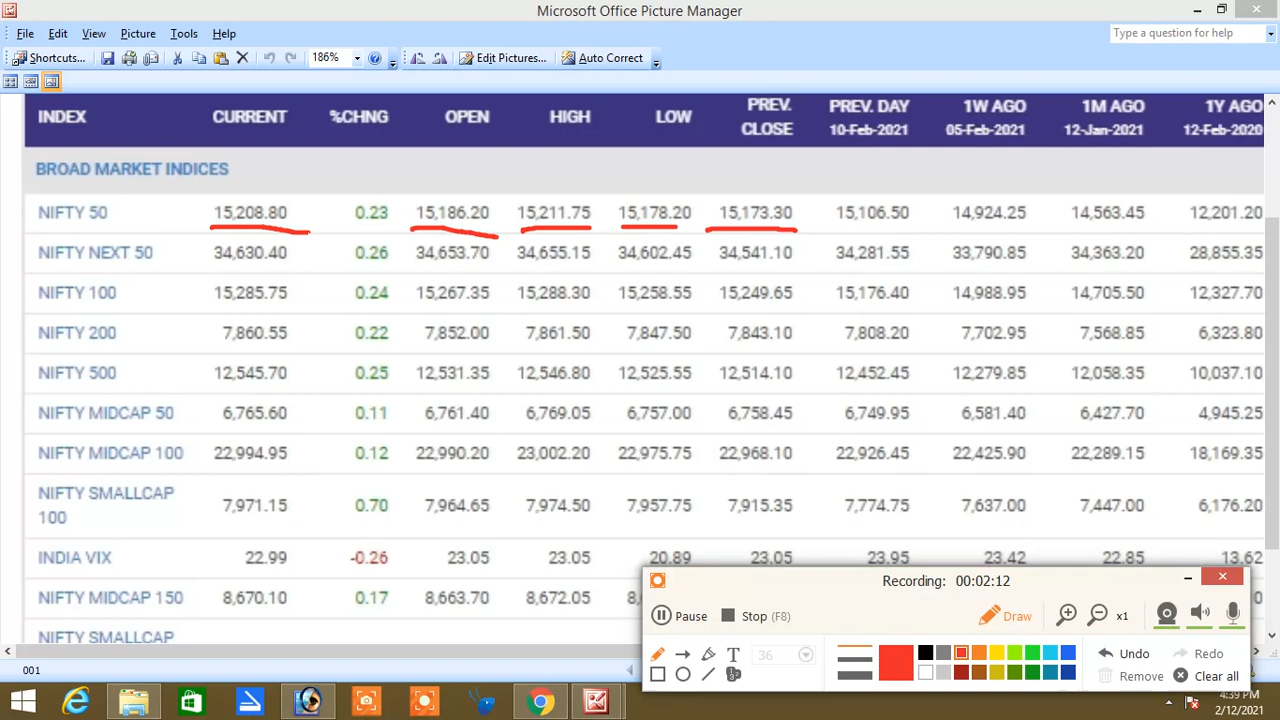 Microsoft Office Picture Manager
File Edit View Picture Tools Help
Type a question for help
Shortcuts... 186% Edit Pictures... Auto Correct
INDEX CURRENT %CHNG OPEN HIGH LOW PREV. CLOSE PREV. DAY 10-Feb-2021 1W AGO 05-Feb-2021 1M AGO 12-Jan-2021 1Y AGO 12-Feb-2020
BROAD MARKET INDICES
NIFTY 50 15,208.80 0.23 15,186.20 15,211.75 15,178.20 15,173.30 15,106.50 14,924.25 14,563.45 12,201.20
NIFTY NEXT 50 34,630.40 0.26 34,653.70 34,655.15 34,602.45 34,541.10 34,281.55 33,790.85 34,363.20 28,855.35
NIFTY 100 15,285.75 0.24 15,267.35 15,288.30 15,258.55 15,249.65 15,176.40 14,988.95 14,705.50 12,327.70
NIFTY 200 7,860.55 0.22 7,852.00 7,861.50 7,847.50 7,843.10 7,808.20 7,702.95 7,568.85 6,323.80
NIFTY 500 12,545.70 0.25 12,531.35 12,546.80 12,525.55 12,514.10 12,452.45 12,279.85 12,058.35 10,037.10
NIFTY MIDCAP 50 6,765.60 0.11 6,761.40 6,769.05 6,757.00 6,758.45 6,749.95 6,581.40 6,427.70 4,945.25
NIFTY MIDCAP 100 22,994.95 0.12 22,990.20 23,002.20 22,975.75 22,968.10 22,926.45 22,425.90 22,289.15 18,169.35
NIFTY SMALLCAP 100 7,971.15 0.70 7,964.65 7,974.50 7,957.75 7,915.35 7,774.75 7,637.00 7,447.00 6,176.20
INDIA VIX 22.99 -0.26 23.05 23.05 20.89 23.05 23.95 23.42 22.85 13.62
NIFTY MIDCAP 150 8,670.10 0.17 8,663.70 8,672.05
NIFTY SMALLCAP
Recording: 00:02:12
Pause Stop (F8) Draw x1
T 36 Undo Redo
Remove Clear all
001
4:39 PM
2/12/2021